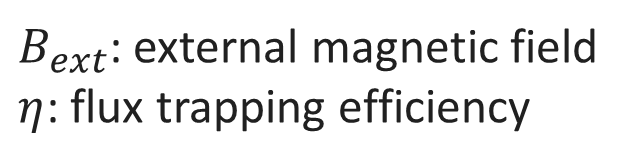 B_ext: external magnetic field
η: flux trapping efficiency